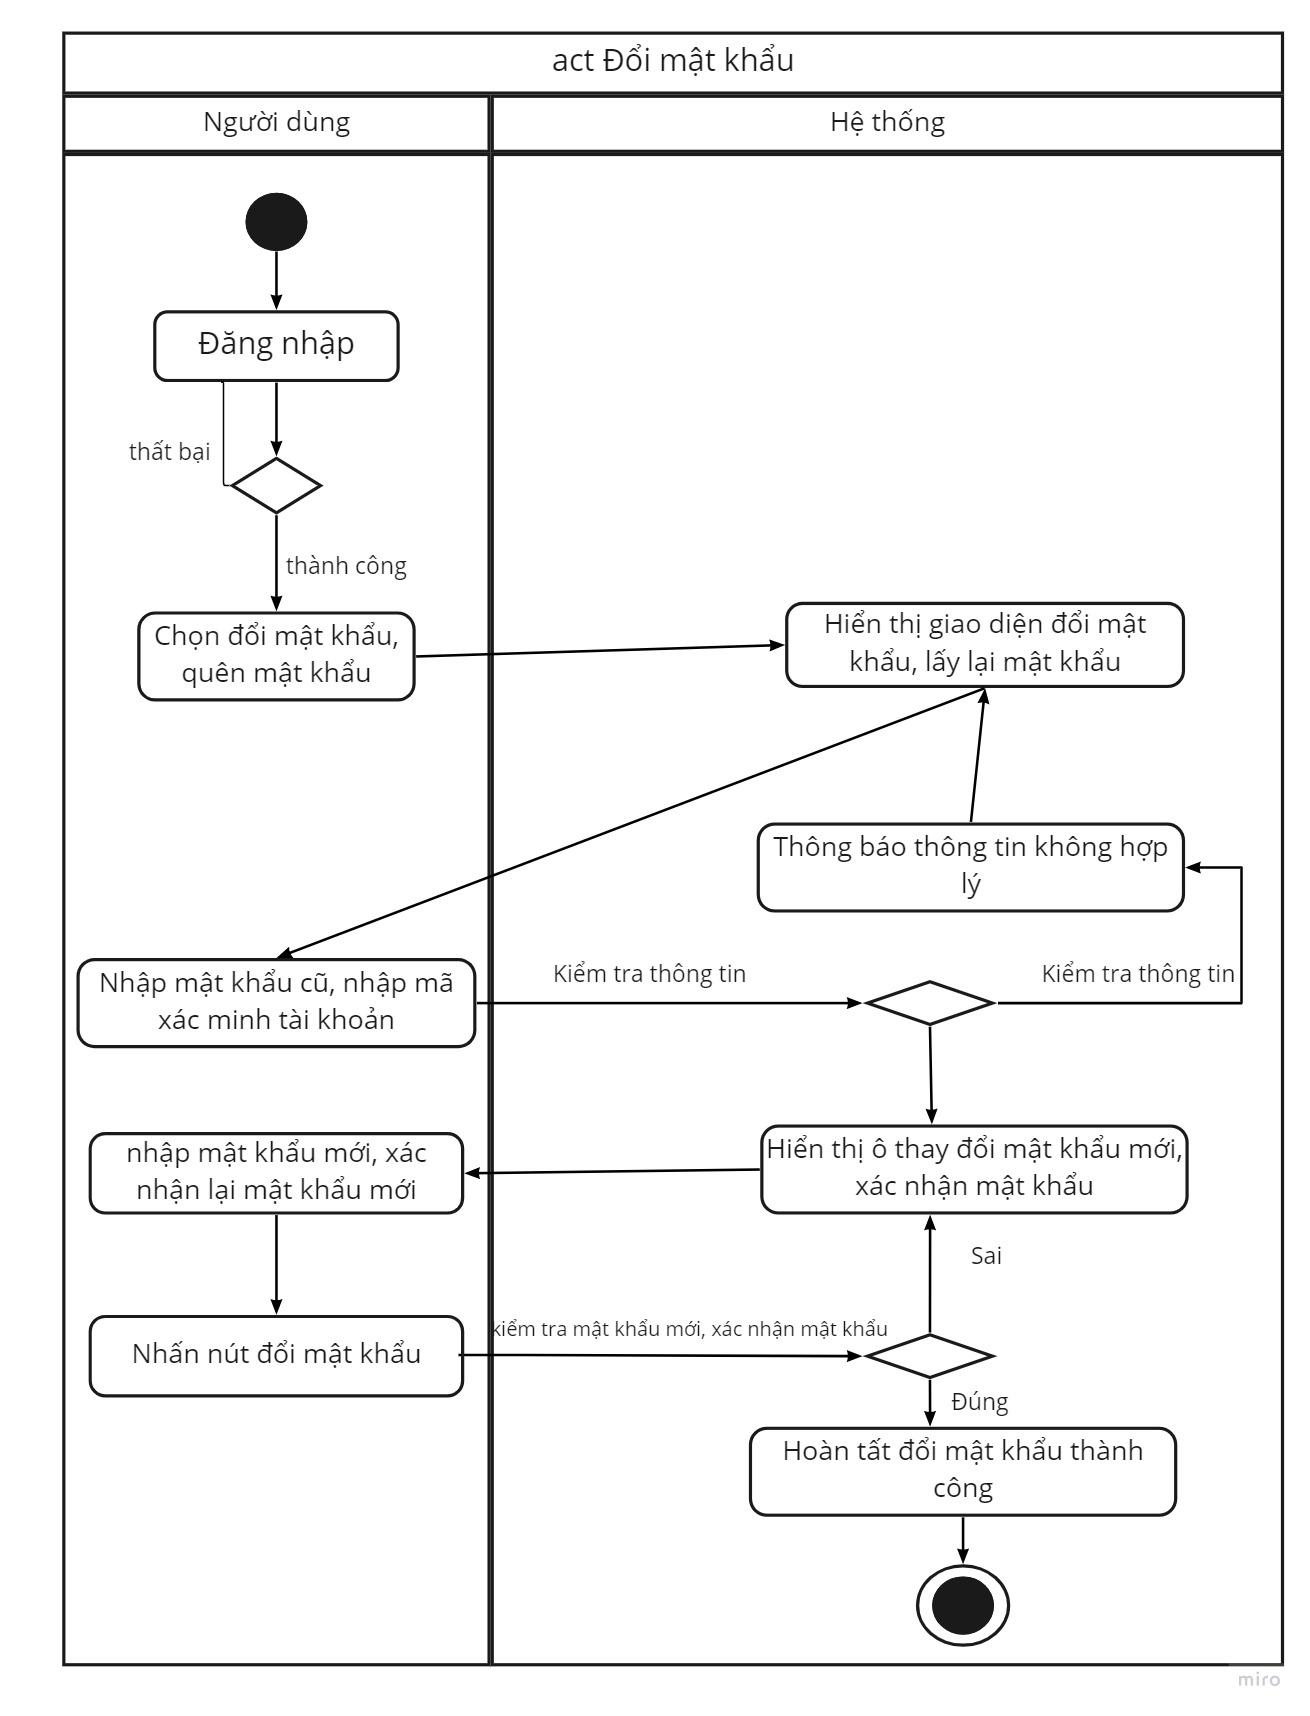 act Đổi mật khẩu
Người dùng
Hệ thống
Đăng nhập
thất bại
thành công
Chọn đổi mật khẩu,
quên mật khẩu
Hiển thị giao diện đổi mật
khẩu, lấy lại mật khẩu
Thông báo thông tin không hợp
lý
Nhập mật khẩu cũ, nhập mã
xác minh tài khoản
Kiểm tra thông tin
Kiểm tra thông tin
nhập mật khẩu mới, xác
nhận lại mật khẩu mới
Hiển thị ô thay đổi mật khẩu mới,
xác nhận mật khẩu
Sai
Nhấn nút đổi mật khẩu
kiểm tra mật khẩu mới, xác nhận mật khẩu
Đúng
Hoàn tất đổi mật khẩu thành
công
miro